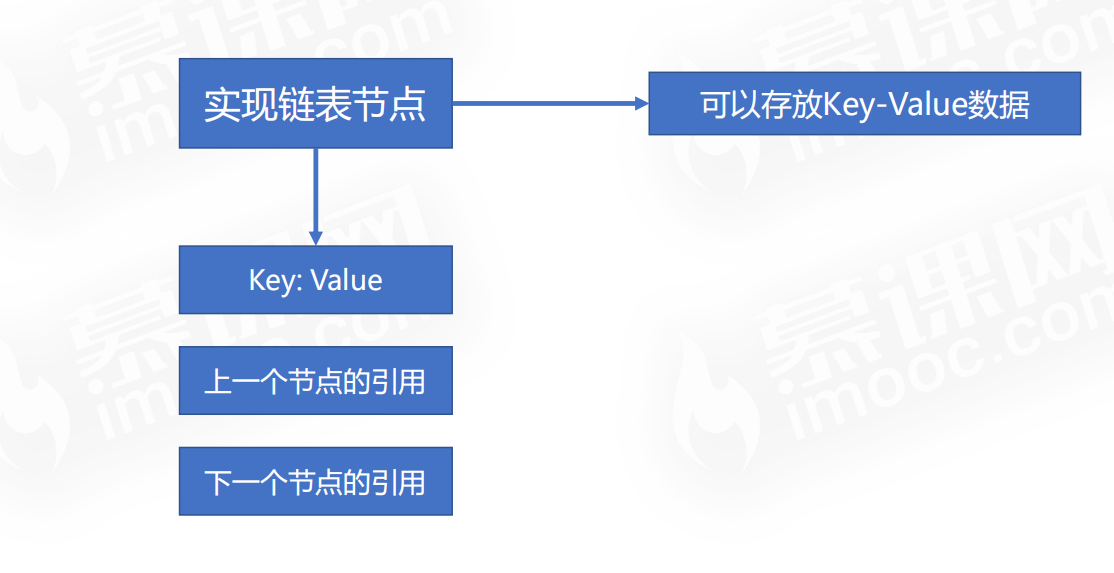 实现链表节点
可以存放Key-Value数据
Key: Value
上一个节点的引用
下一个节点的引用
慕课网
imooc.com
慕课网
imooc.com
慕课网
imooc.com
慕课网
imooc.com